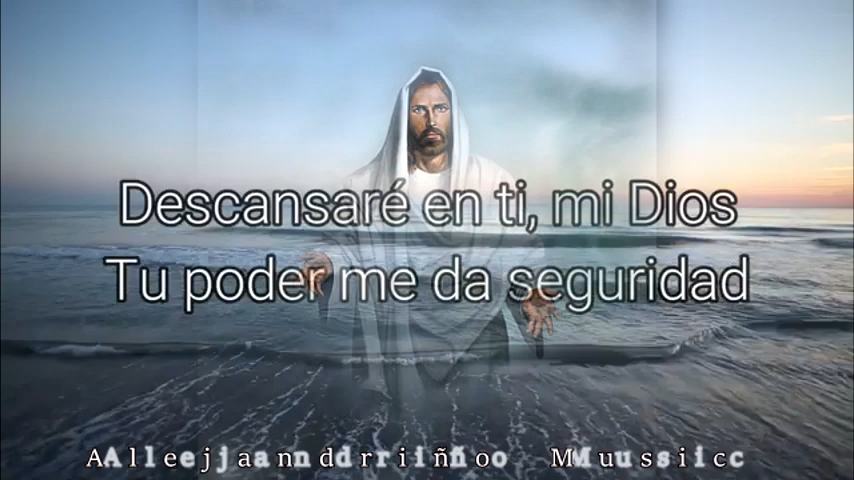 Descansaré en ti, mi Dios
Tu poder me da seguridad
Alejandriño Music